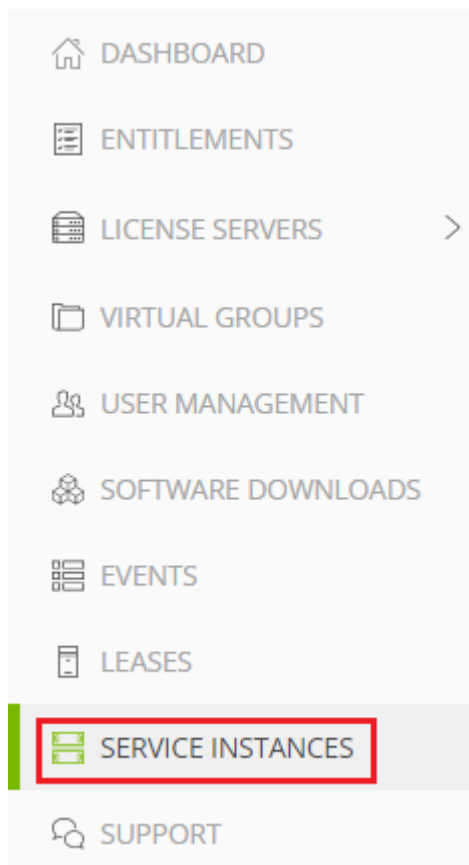 DASHBOARD
ENTITLEMENTS
LICENSE SERVERS
VIRTUAL GROUPS
USER MANAGEMENT
SOFTWARE DOWNLOADS
EVENTS
LEASES
SERVICE INSTANCES
SUPPORT